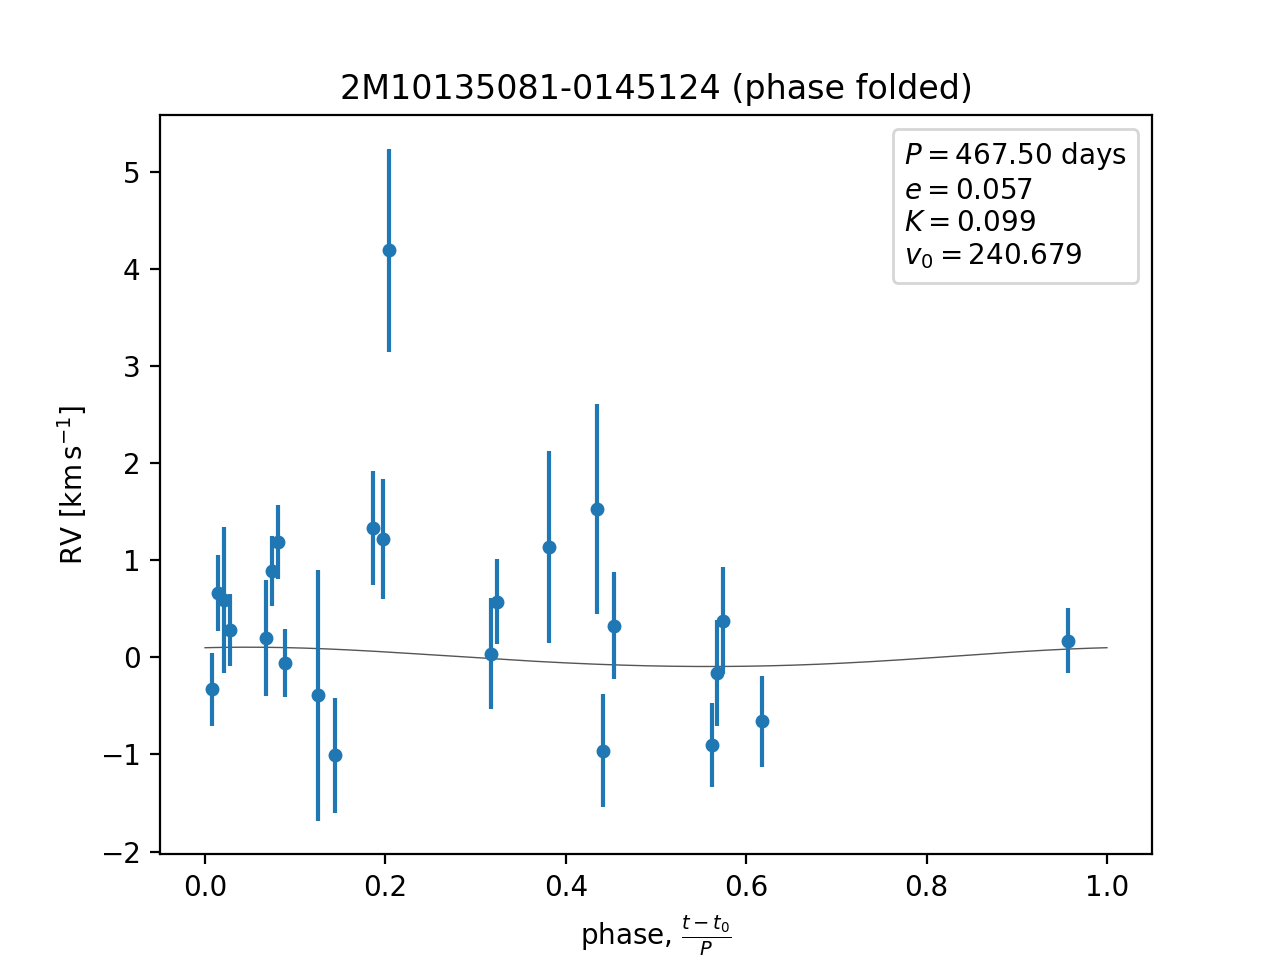 2M10135081-0145124 (phase folded)
P = 467.50 days
e = 0.057
K = 0.099
v₀ = 240.679
RV [km s⁻¹]
5
4
3
2
1
0
−1
−2
0.0 0.2 0.4 0.6 0.8 1.0
phase, (t − t₀)/P